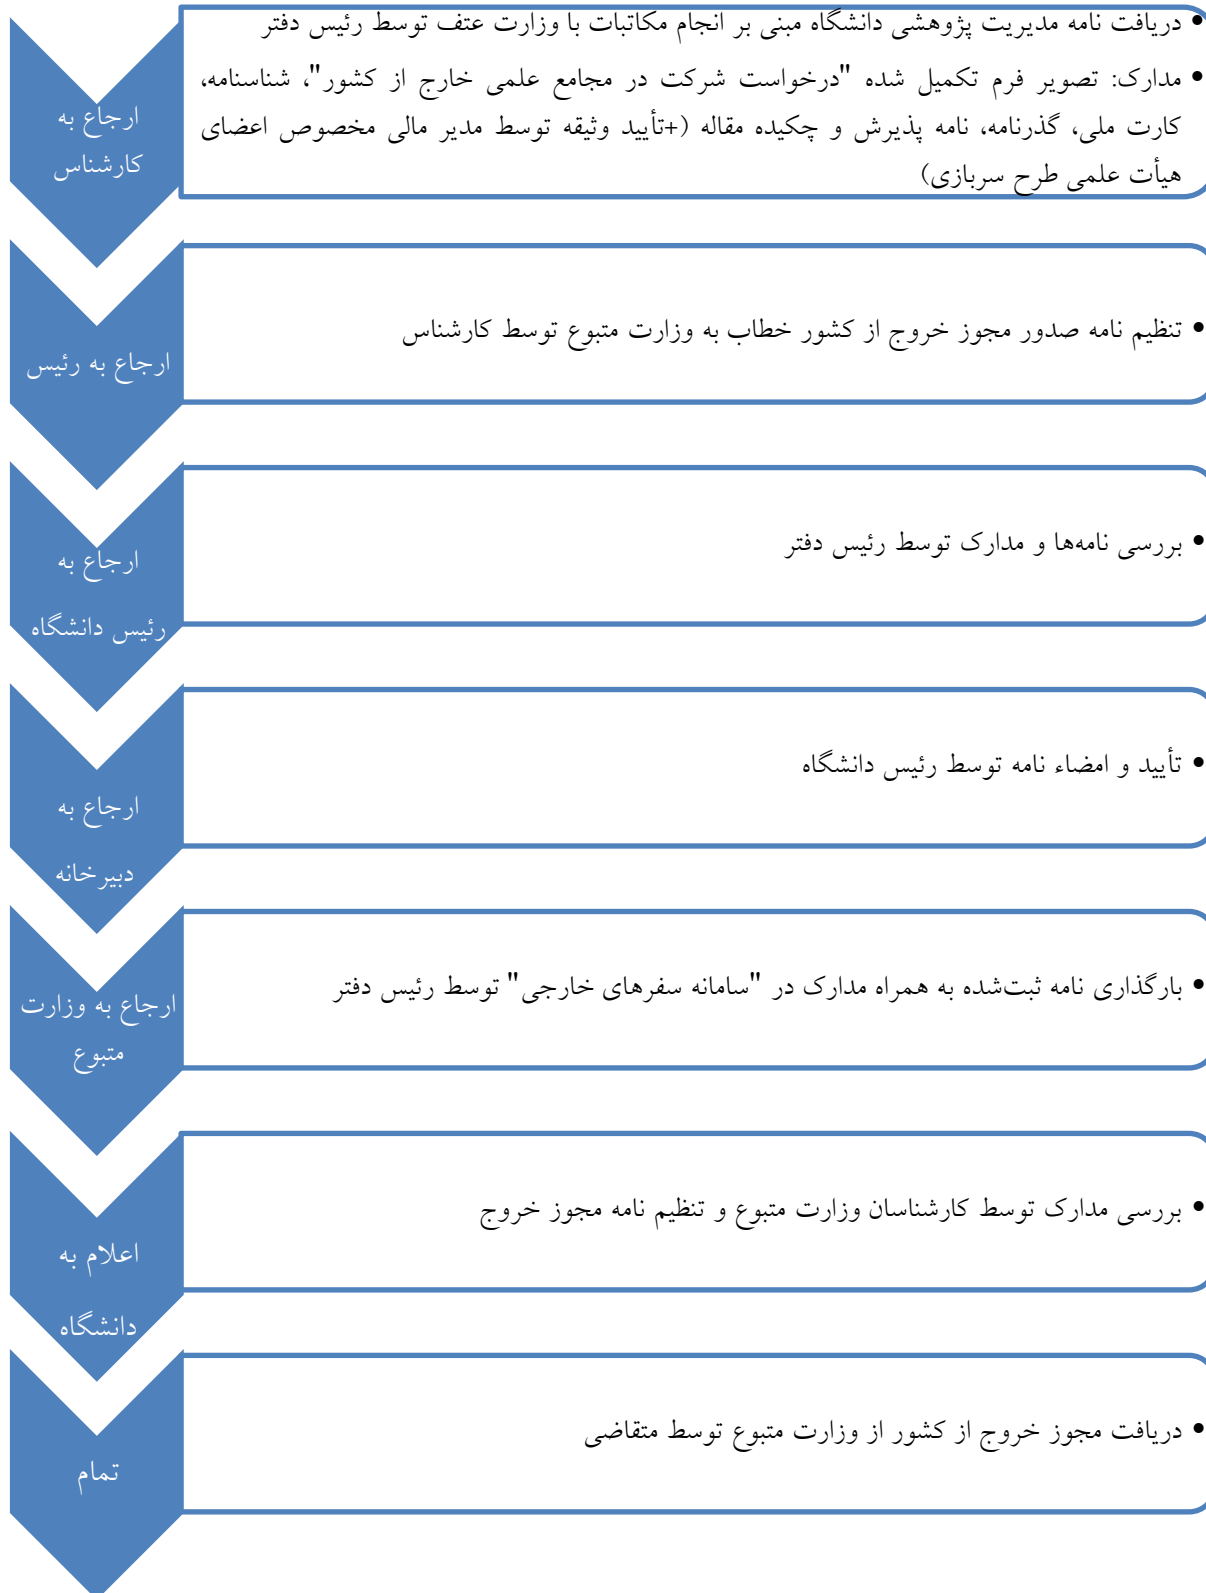 ارجاع به
کارشناس
• دریافت نامه مدیریت پژوهشی دانشگاه مبنی بر انجام مکاتبات با وزارت عتف توسط رئیس دفتر
• مدارک: تصویر فرم تکمیل شده "درخواست شرکت در مجامع علمی خارج از کشور"، شناسنامه،
کارت ملی، گذرنامه، نامه پذیرش و چکیده مقاله (+تأیید وثیقه توسط مدیر مالی مخصوص اعضای
هیأت علمی طرح سربازی)
ارجاع به رئیس
• تنظیم نامه صدور مجوز خروج از کشور خطاب به وزارت متبوع توسط کارشناس
ارجاع به
رئیس دانشگاه
• بررسی نامه‌ها و مدارک توسط رئیس دفتر
ارجاع به
دبیرخانه
• تأیید و امضاء نامه توسط رئیس دانشگاه
ارجاع به وزارت
متبوع
• بارگذاری نامه ثبت‌شده به همراه مدارک در "سامانه سفرهای خارجی" توسط رئیس دفتر
اعلام به
دانشگاه
• بررسی مدارک توسط کارشناسان وزارت متبوع و تنظیم نامه مجوز خروج
تمام
• دریافت مجوز خروج از کشور از وزارت متبوع توسط متقاضی